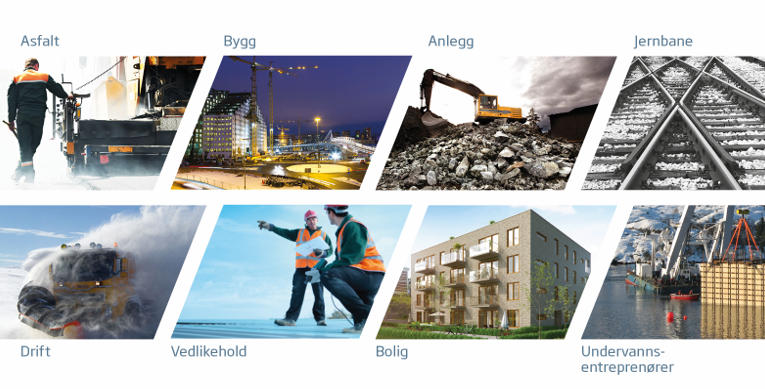 Asfalt
Bygg
Anlegg
Jernbane
Drift
Vedlikehold
Bolig
Undervanns-
entreprenører